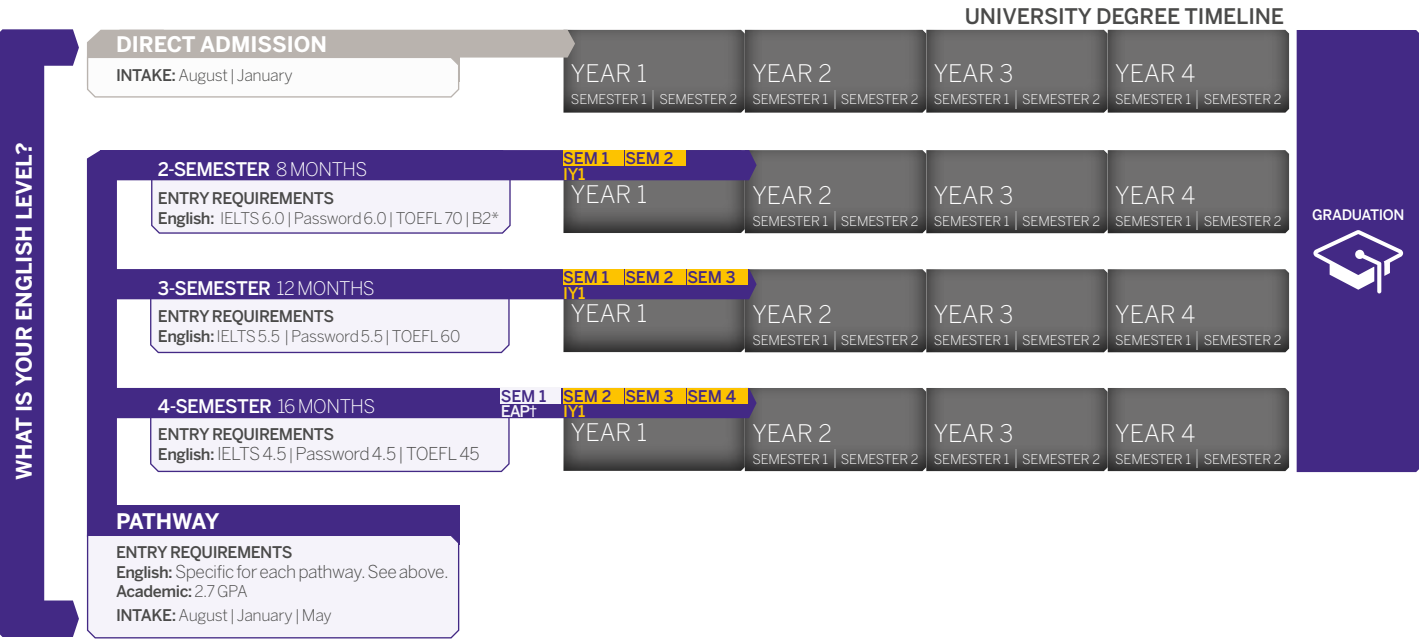 UNIVERSITY DEGREE TIMELINE
WHAT IS YOUR ENGLISH LEVEL?
DIRECT ADMISSION
INTAKE: August | January
YEAR 1
SEMESTER 1 | SEMESTER 2
YEAR 2
SEMESTER 1 | SEMESTER 2
YEAR 3
SEMESTER 1 | SEMESTER 2
YEAR 4
SEMESTER 1 | SEMESTER 2
2-SEMESTER 8 MONTHS
ENTRY REQUIREMENTS
English: IELTS 6.0 | Password 6.0 | TOEFL 70 | B2*
SEM 1 | SEM 2
IY1
YEAR 1
YEAR 2
SEMESTER 1 | SEMESTER 2
YEAR 3
SEMESTER 1 | SEMESTER 2
YEAR 4
SEMESTER 1 | SEMESTER 2
3-SEMESTER 12 MONTHS
ENTRY REQUIREMENTS
English: IELTS 5.5 | Password 5.5 | TOEFL 60
SEM 1 | SEM 2 | SEM 3
IY1
YEAR 1
YEAR 2
SEMESTER 1 | SEMESTER 2
YEAR 3
SEMESTER 1 | SEMESTER 2
YEAR 4
SEMESTER 1 | SEMESTER 2
4-SEMESTER 16 MONTHS
ENTRY REQUIREMENTS
English: IELTS 4.5 | Password 4.5 | TOEFL 45
SEM 1 | SEM 2 | SEM 3 | SEM 4
EAP† IY1
YEAR 1
YEAR 2
SEMESTER 1 | SEMESTER 2
YEAR 3
SEMESTER 1 | SEMESTER 2
YEAR 4
SEMESTER 1 | SEMESTER 2
GRADUATION
PATHWAY
ENTRY REQUIREMENTS
English: Specific for each pathway. See above.
Academic: 2.7 GPA
INTAKE: August | January | May